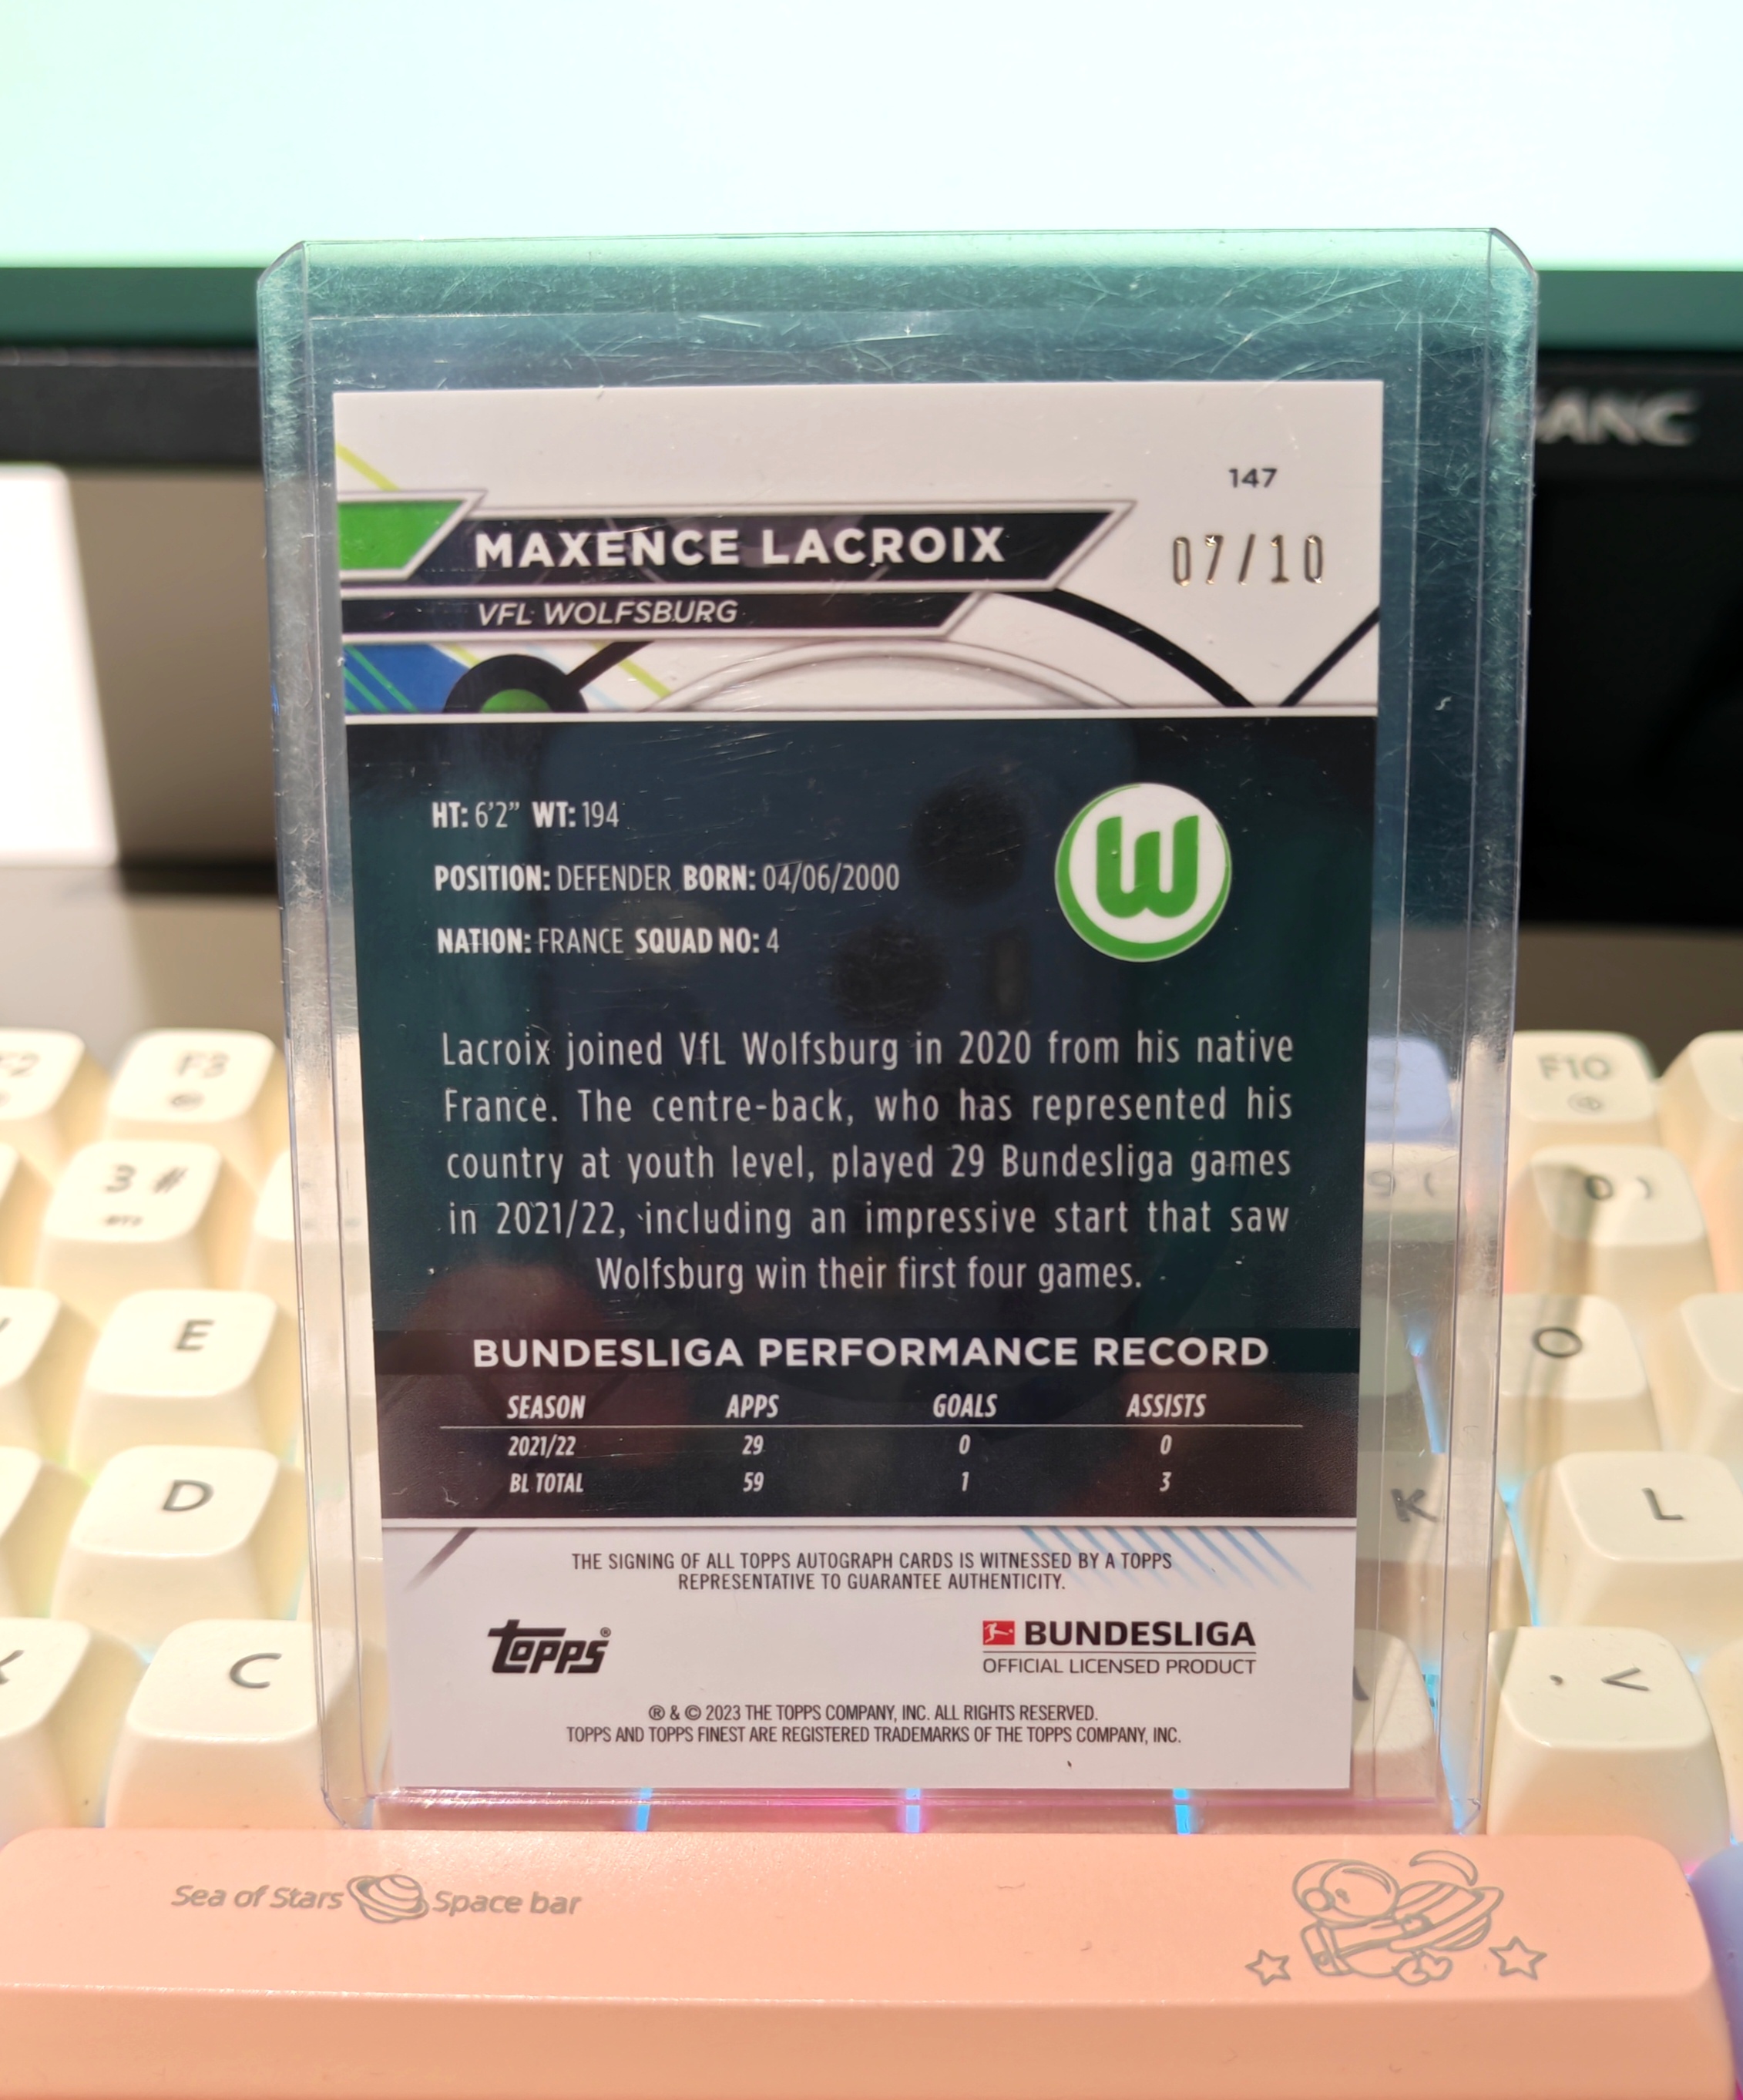 147
MAXENCE LACROIX
07/10
VFL WOLFSBURG
HT: 6'2” WT: 194
POSITION: DEFENDER BORN: 04/06/2000
W
NATION: FRANCE SQUAD NO: 4
Lacroix joined VfL Wolfsburg in 2020 from his native
France. The centre-back, who has represented his
country at youth level, played 29 Bundesliga games
in 2021/22, including an impressive start that saw
Wolfsburg win their first four games.
BUNDESLIGA PERFORMANCE RECORD
SEASON APPS GOALS ASSISTS
2021/22 29 0 0
BL TOTAL 59 1 3
THE SIGNING OF ALL TOPPS AUTOGRAPH CARDS IS WITNESSED BY A TOPPS
REPRESENTATIVE TO GUARANTEE AUTHENTICITY.
topps®
BUNDESLIGA
OFFICIAL LICENSED PRODUCT
® & © 2023 THE TOPPS COMPANY, INC. ALL RIGHTS RESERVED.
TOPPS AND TOPPS FINEST ARE REGISTERED TRADEMARKS OF THE TOPPS COMPANY, INC.
F2
F3
F10
3 #
9 (
0 )
E
O
D
K
L
C
, <
Sea of Stars Space bar